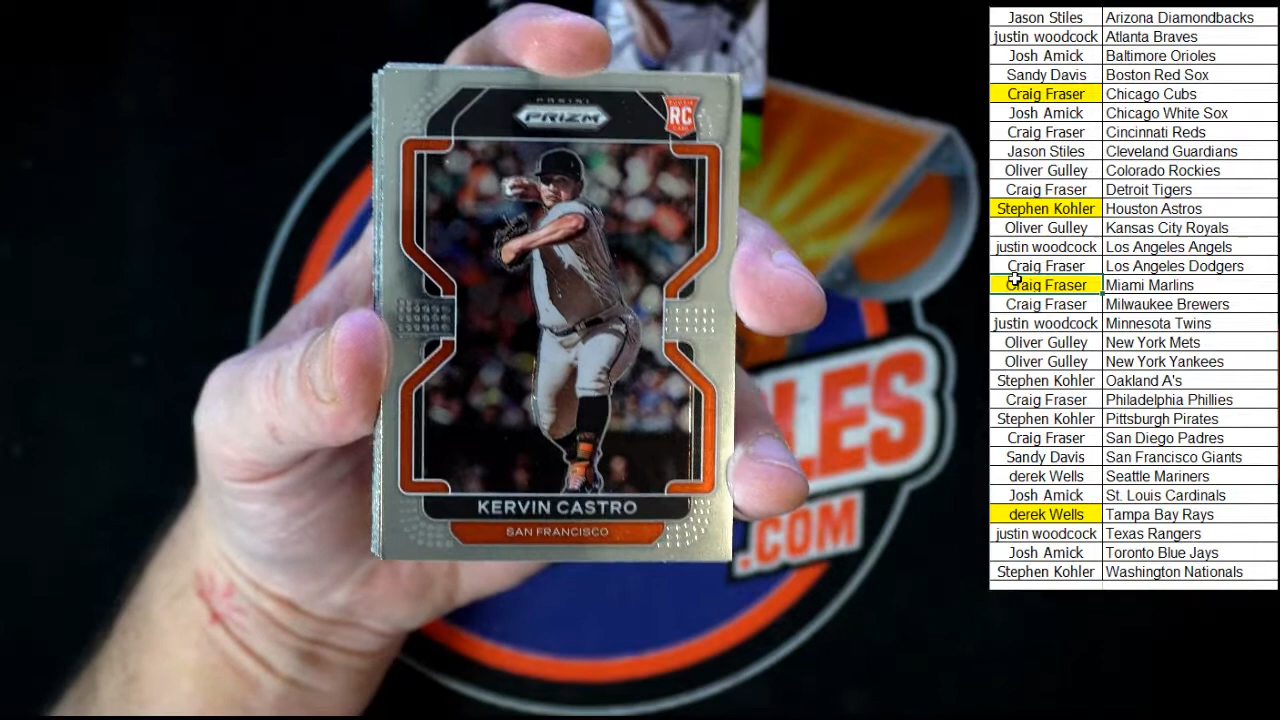 PANINI
PRIZM
RC
KERVIN CASTRO
SAN FRANCISCO
LES
.COM
Jason Stiles Arizona Diamondbacks
justin woodcock Atlanta Braves
Josh Amick Baltimore Orioles
Sandy Davis Boston Red Sox
Craig Fraser Chicago Cubs
Josh Amick Chicago White Sox
Craig Fraser Cincinnati Reds
Jason Stiles Cleveland Guardians
Oliver Gulley Colorado Rockies
Craig Fraser Detroit Tigers
Stephen Kohler Houston Astros
Oliver Gulley Kansas City Royals
justin woodcock Los Angeles Angels
Craig Fraser Los Angeles Dodgers
Craig Fraser Miami Marlins
Craig Fraser Milwaukee Brewers
justin woodcock Minnesota Twins
Oliver Gulley New York Mets
Oliver Gulley New York Yankees
Stephen Kohler Oakland A's
Craig Fraser Philadelphia Phillies
Stephen Kohler Pittsburgh Pirates
Craig Fraser San Diego Padres
Sandy Davis San Francisco Giants
derek Wells Seattle Mariners
Josh Amick St. Louis Cardinals
derek Wells Tampa Bay Rays
justin woodcock Texas Rangers
Josh Amick Toronto Blue Jays
Stephen Kohler Washington Nationals